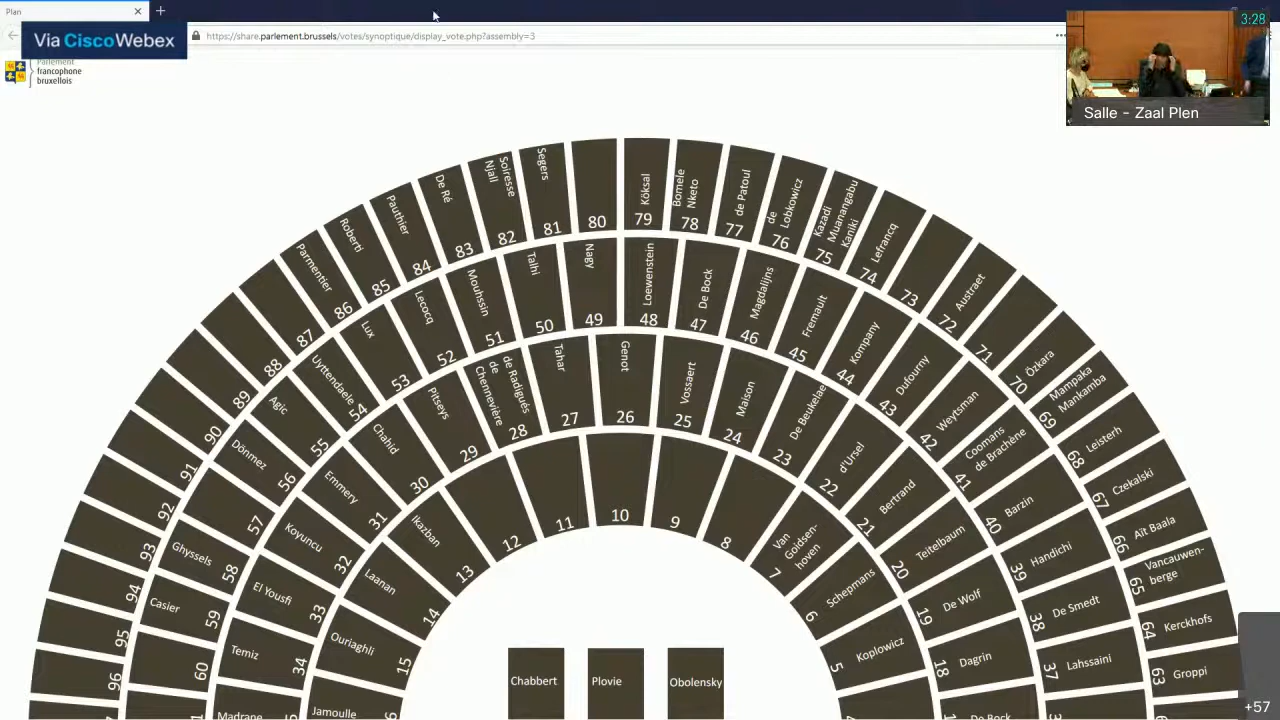 Plan
Via CiscoWebex
https://share.parlement.brussels/votes/synoptique/display_vote.php?assembly=3
3:28
Salle - Zaal Plen
Parlement
francophone
bruxellois
Parmentier
86
Roberti
85
Pauthier
84
De Ré
83
Soiresse
Njall
82
Segers
81
80
Köksal
79
Bomele
Nketo
78
de Patoul
77
de
Lobkowicz
76
Kazadi
Muanangabu
Kaniki
75
Lefrancq
74
73
Austraet
72
71
Özkara
70
Mampaka
Mankamba
69
Leisterh
68
Czekalski
67
Aït Baala
66
Vancauwen-
berge
65
Kerckhofs
64
Groppi
63
87
88
89
90
91
92
93
94
95
96
60
Casier
59
Ghyssels
58
57
Dönmez
56
Agic
55
Uyttendaele
54
Lux
53
Lecocq
52
Mouhssin
51
Talhi
50
Nagy
49
Loewenstein
48
De Bock
47
Magdalijns
46
Fremault
45
Kompany
44
Dufourny
43
Weytsman
42
Coomans
de Brachène
41
Barzin
40
Handichi
39
De Smedt
38
Lahssaini
37
Madrane
Temiz
34
El Yousfi
33
Koyuncu
32
Emmery
31
Chahid
30
Pitseys
29
de Radigués
de
Chennevière
28
Tahar
27
Genot
26
Vossaert
25
Maison
24
De Beukelae
23
d'Ursel
22
Bertrand
21
Teitelbaum
20
De Wolf
19
Dagrin
18
De Bock
Jamoulle
Ouriaghli
15
Laanan
14
Ikazban
13
12
11
10
9
8
Van
Goidsen-
hoven
7
Schepmans
6
Koplowicz
5
Chabbert
Plovie
Obolensky
+57